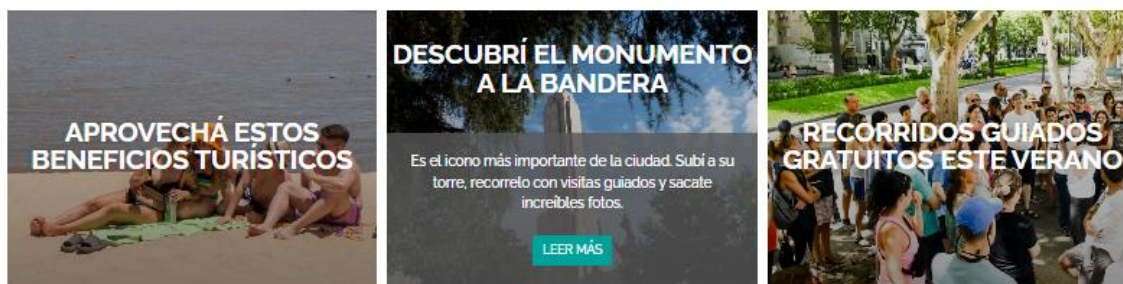 APROVECHÁ ESTOS
BENEFICIOS TURÍSTICOS
DESCUBRÍ EL MONUMENTO
A LA BANDERA
Es el icono más importante de la ciudad. Subí a su
torre, recorrelo con visitas guiados y sacate
increíbles fotos.
LEER MÁS
RECORRIDOS GUIADOS
GRATUITOS ESTE VERANO